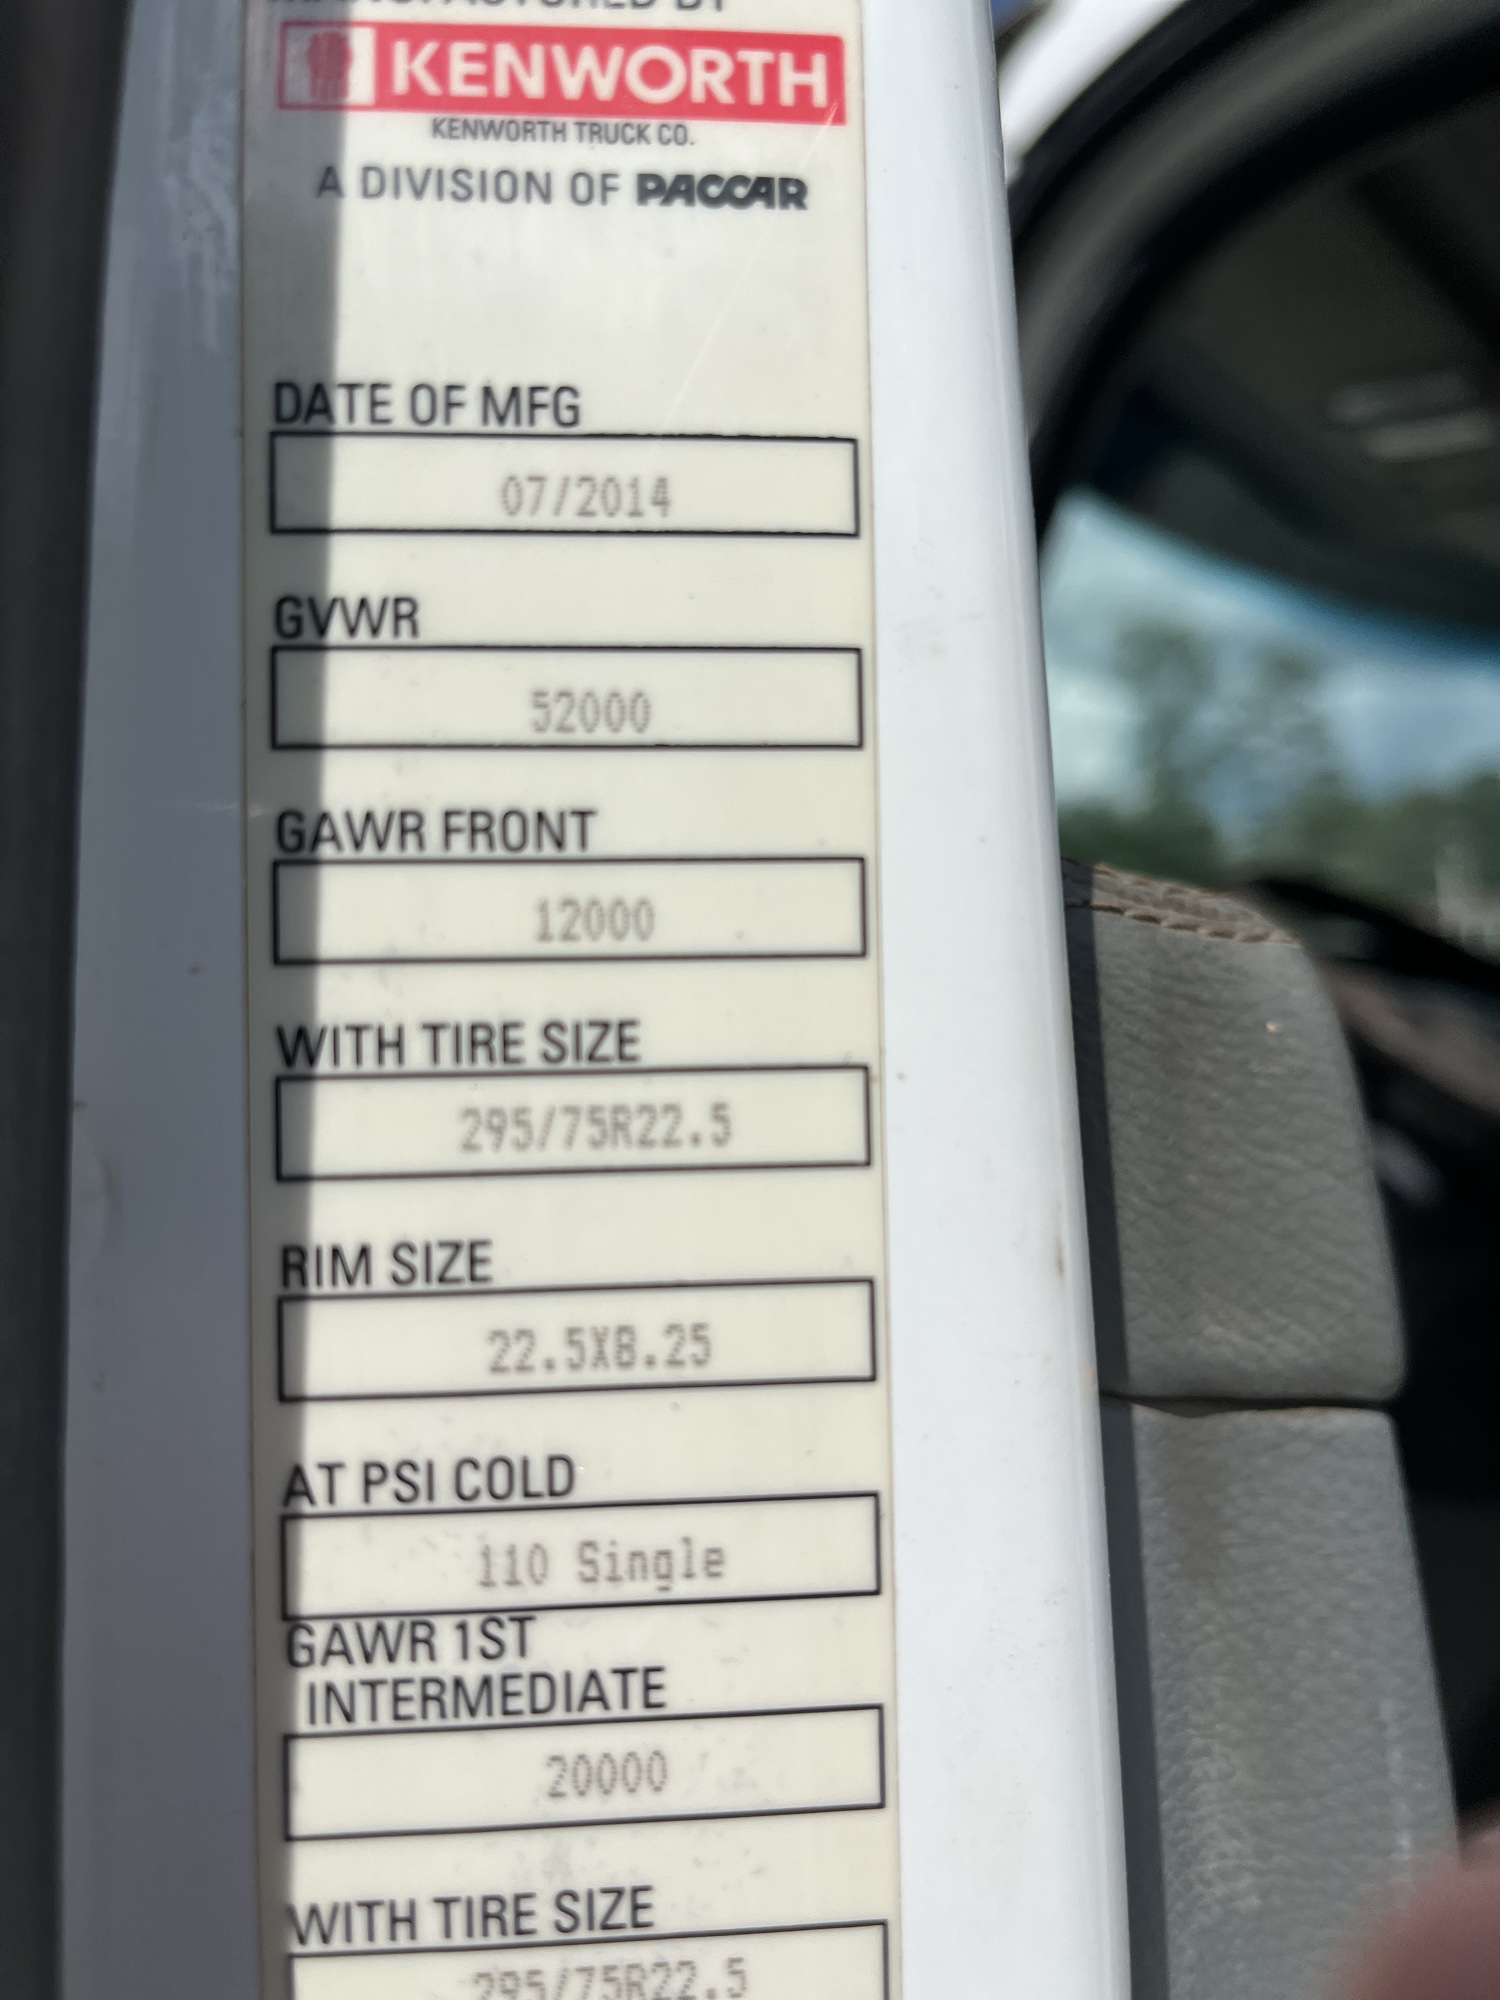 MANUFACTURED BY
KENWORTH
KENWORTH TRUCK CO.
A DIVISION OF PACCAR
DATE OF MFG
07/2014
GVWR
52000
GAWR FRONT
12000
WITH TIRE SIZE
295/75R22.5
RIM SIZE
22.5X8.25
AT PSI COLD
110 Single
GAWR 1ST
INTERMEDIATE
20000
WITH TIRE SIZE
295/75R22.5